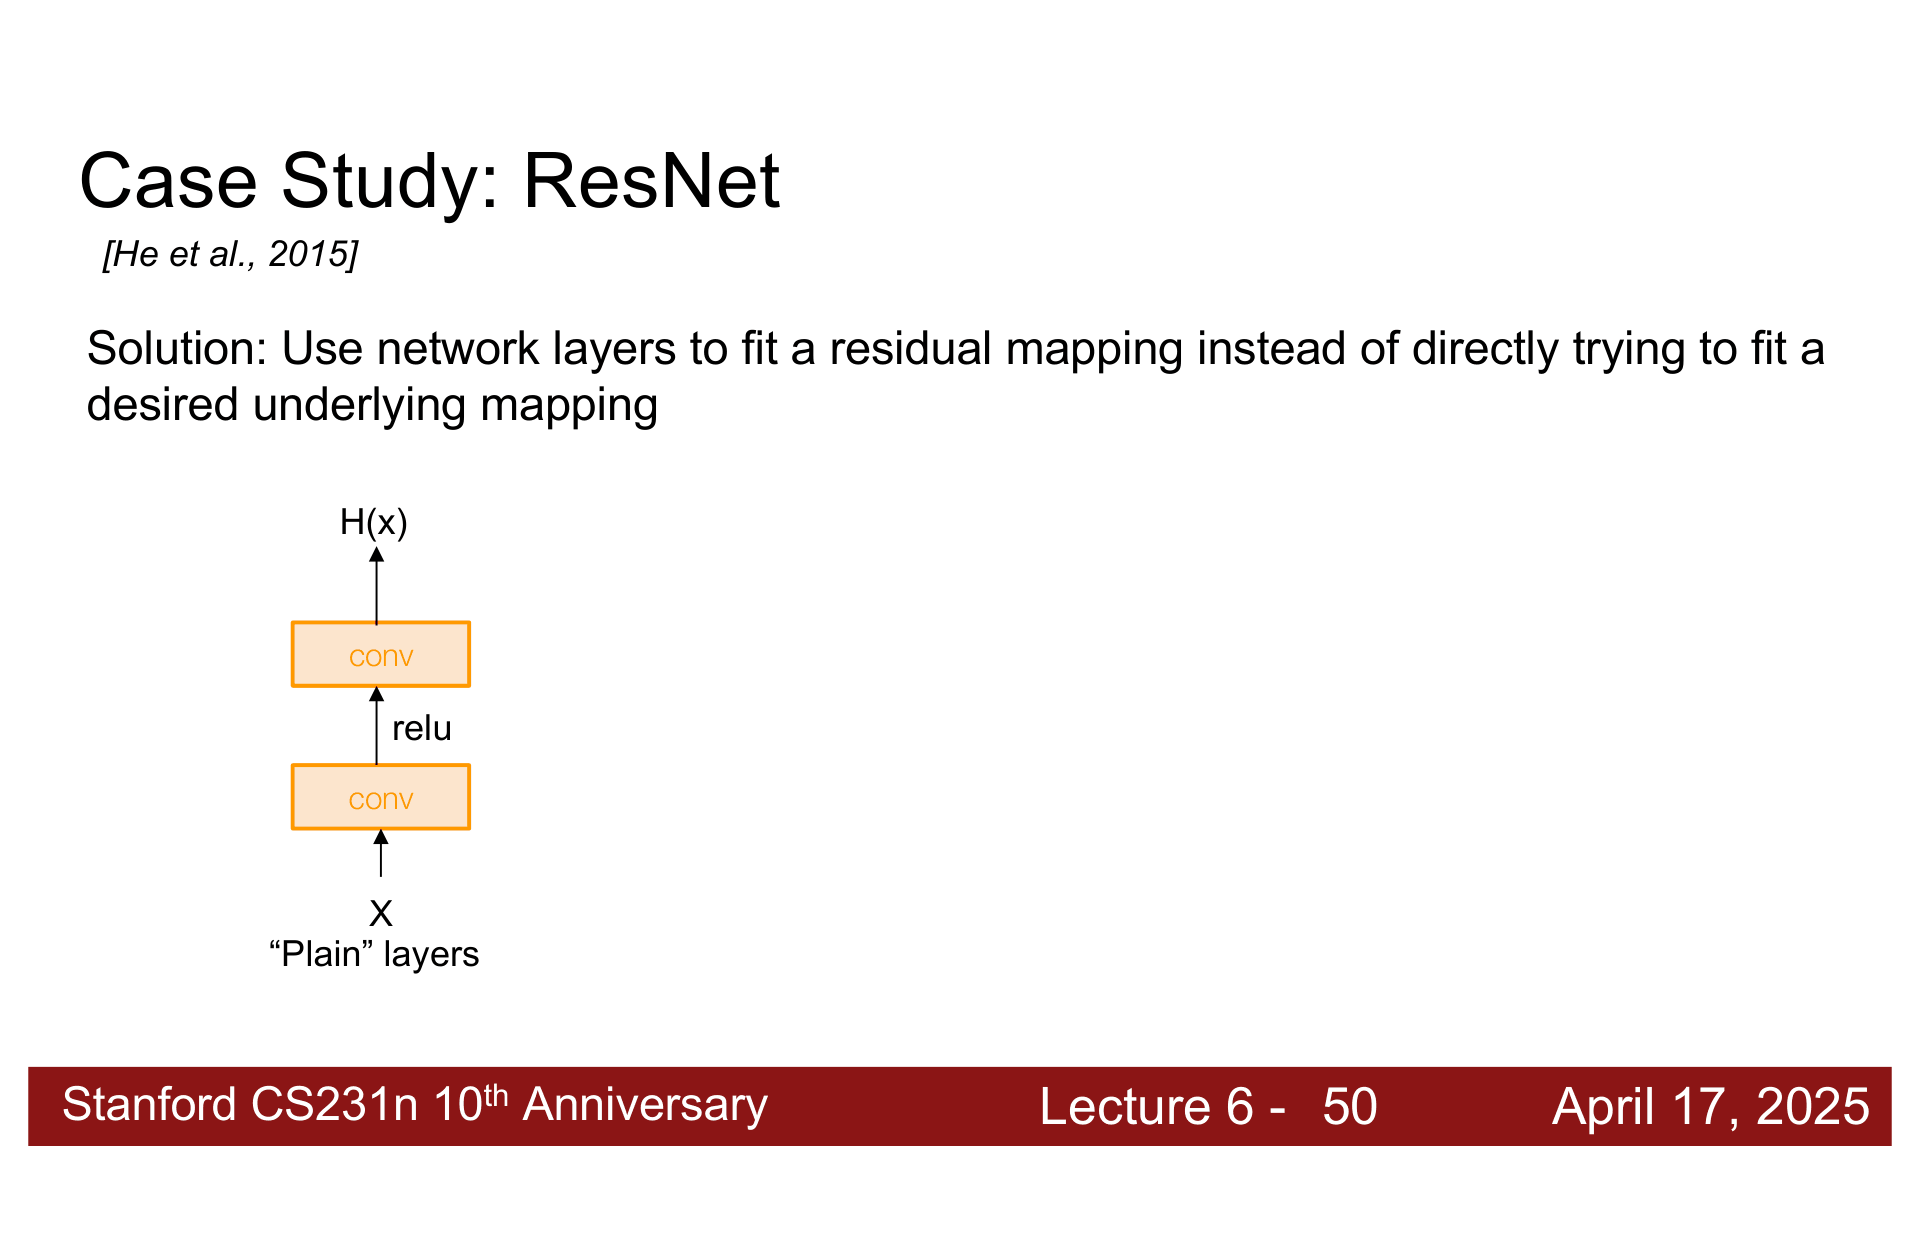 Case Study: ResNet
[He et al., 2015]
Solution: Use network layers to fit a residual mapping instead of directly trying to fit a
desired underlying mapping
H(x)
conv
relu
conv
X
“Plain” layers
Stanford CS231n 10th Anniversary
Lecture 6 - 50
April 17, 2025